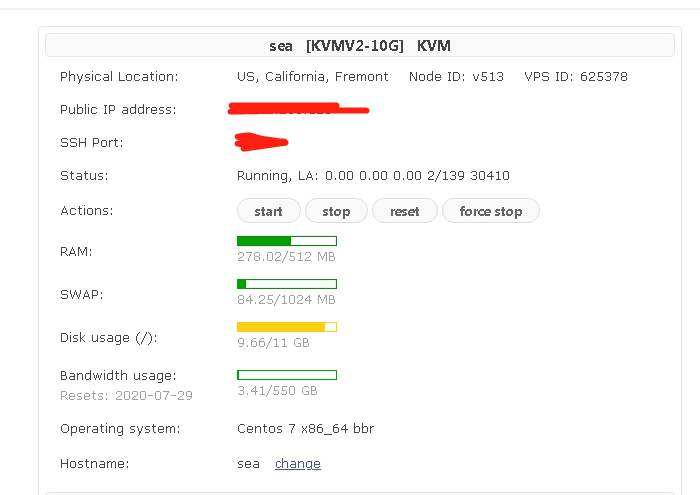 sea [KVMV2-10G] KVM
Physical Location: US, California, Fremont Node ID: v513 VPS ID: 625378
Public IP address:
SSH Port:
Status: Running, LA: 0.00 0.00 0.00 2/139 30410
Actions: start stop reset force stop
RAM: 278.02/512 MB
SWAP: 84.25/1024 MB
Disk usage (/): 9.66/11 GB
Bandwidth usage: 3.41/550 GB
Resets: 2020-07-29
Operating system: Centos 7 x86_64 bbr
Hostname: sea change